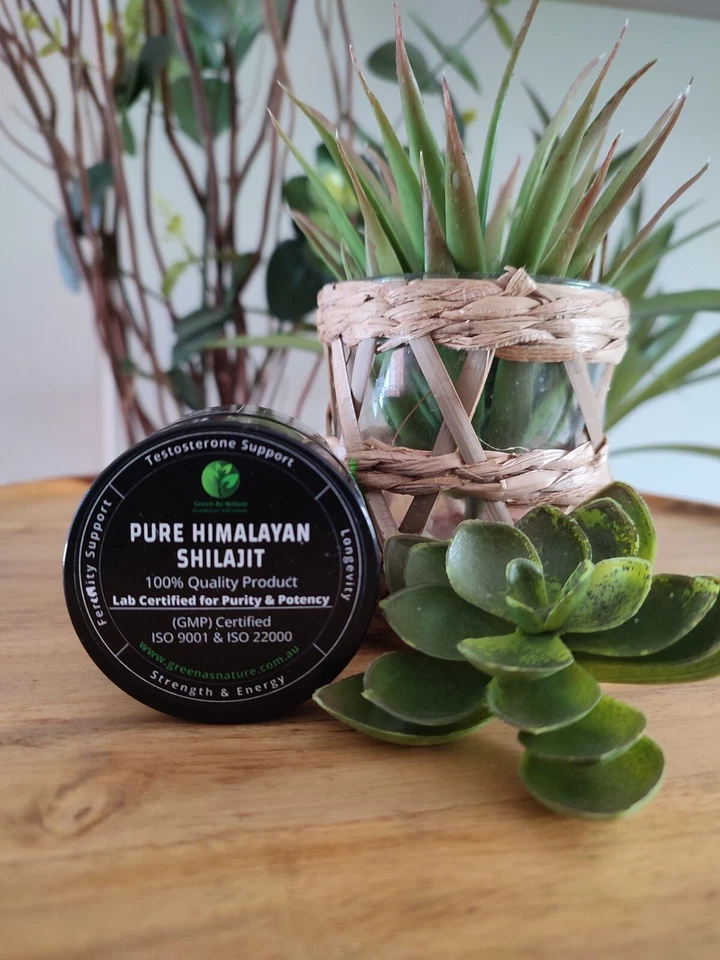 Testosterone Support
Green As Nature
PURE HIMALAYAN
SHILAJIT
100% Quality Product
Lab Certified for Purity & Potency
(GMP) Certified
ISO 9001 & ISO 22000
www.greenasnature.com.au
Strength & Energy
Support
Longevity